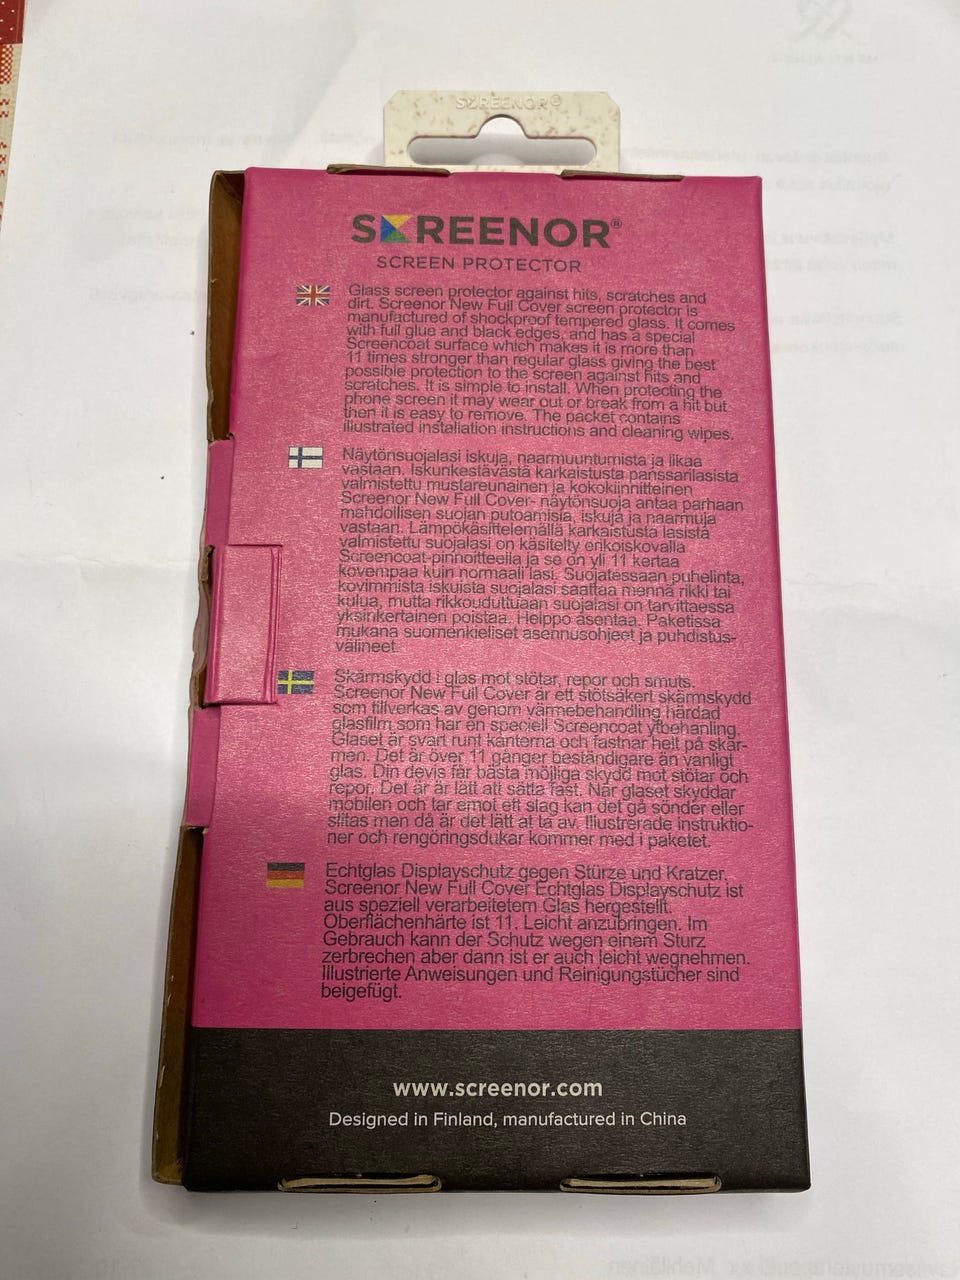 SCREENOR®
SCREENOR®
SCREEN PROTECTOR
Glass screen protector against hits, scratches and
dirt. Screenor New Full Cover screen protector is
manufactured of shockproof tempered glass. It comes
with full glue and black edges, and has a special
Screencoat surface which makes it is more than
11 times stronger than regular glass giving the best
possible protection to the screen against hits and
scratches. It is simple to install. When protecting the
phone screen it may wear out or break from a hit but
then it is easy to remove. The packet contains
illustrated installation instructions and cleaning wipes.
Näytönsuojalasi iskuja, naarmuuntumista ja likaa
vastaan. Iskunkestävästä karkaistusta panssarilasista
valmistettu mustareunainen ja kokokiinnitteinen
Screenor New Full Cover- näytönsuoja antaa parhaan
mahdollisen suojan putoamisia, iskuja ja naarmuja
vastaan. Lämpökäsittelemällä karkaistusta lasista
valmistettu suojalasi on käsitelty erikoiskovalla
Screencoat-pinnoitteella ja se on yli 11 kertaa
kovempaa kuin normaali lasi. Suojatessaan puhelinta,
kovimmista iskuista suojalasi saattaa mennä rikki tai
kulua, mutta rikkouduttuaan suojalasi on tarvittaessa
yksinkertainen poistaa. Helppo asentaa. Paketissa
mukana suomenkieliset asennusohjeet ja puhdistus-
välineet.
Skärmskydd i glas mot stötar, repor och smuts.
Screenor New Full Cover är ett stötsäkert skärmskydd
som tillverkas av genom värmebehandling härdad
glasfilm som har en speciell Screencoat ytbehanling.
Glaset är svart runt kanterna och fastnar helt på skär-
men. Det är över 11 gånger beständigare än vanligt
glas. Din devis får bästa möjliga skydd mot stötar och
repor. Det är är lätt att sätta fast. När glaset skyddar
mobilen och tar emot ett slag kan det gå sönder eller
slitas men då är det lätt at ta av. Illustrerade instruktio-
ner och rengöringsdukar kommer med i paketet.
Echtglas Displayschutz gegen Stürze und Kratzer.
Screenor New Full Cover Echtglas Displayschutz ist
aus speziell verarbeitetem Glas hergestellt.
Oberflächenhärte ist 11. Leicht anzubringen. Im
Gebrauch kann der Schutz wegen einem Sturz
zerbrechen aber dann ist er auch leicht wegnehmen.
Illustrierte Anweisungen und Reinigungstücher sind
beigefügt.
www.screenor.com
Designed in Finland, manufactured in China